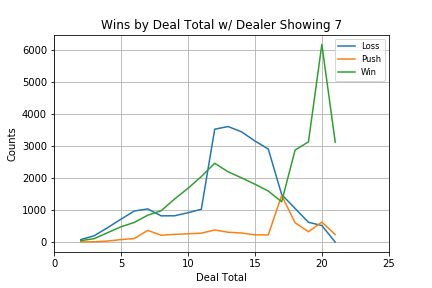 Wins by Deal Total w/ Dealer Showing 7
6000
5000
4000
3000
2000
1000
0
Counts
0 5 10 15 20 25
Deal Total
Loss
Push
Win